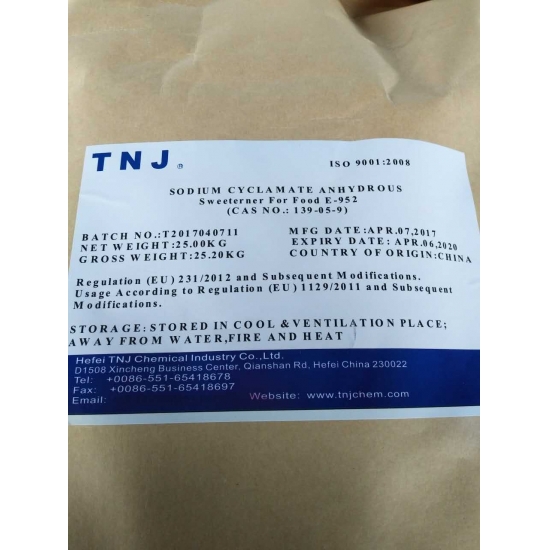 TNJ®
ISO 9001:2008
SODIUM CYCLAMATE ANHYDROUS
Sweeterner For Food E-952
(CAS NO.: 139-05-9)
BATCH NO.:T2017040711
NET WEIGHT:25.00KG
GROSS WEIGHT:25.20KG
MFG DATE:APR.07,2017
EXPIRY DATE: APR.06,2020
COUNTRY OF ORIGIN:CHINA
Regulation (EU) 231/2012 and Subsequent Modifications.
Usage According to Regulation (EU) 1129/2011 and Subsequent
Modifications.
STORAGE: STORED IN COOL &VENTILATION PLACE;
AWAY FROM WATER,FIRE AND HEAT
Hefei TNJ Chemical Industry Co.,Ltd.
D1508 Xincheng Business Center, Qianshan Rd, Hefei China 230022
Tel: +0086-551-65418678
Fax: +0086-551-65418697
Email:
Website: www.tnjchem.com